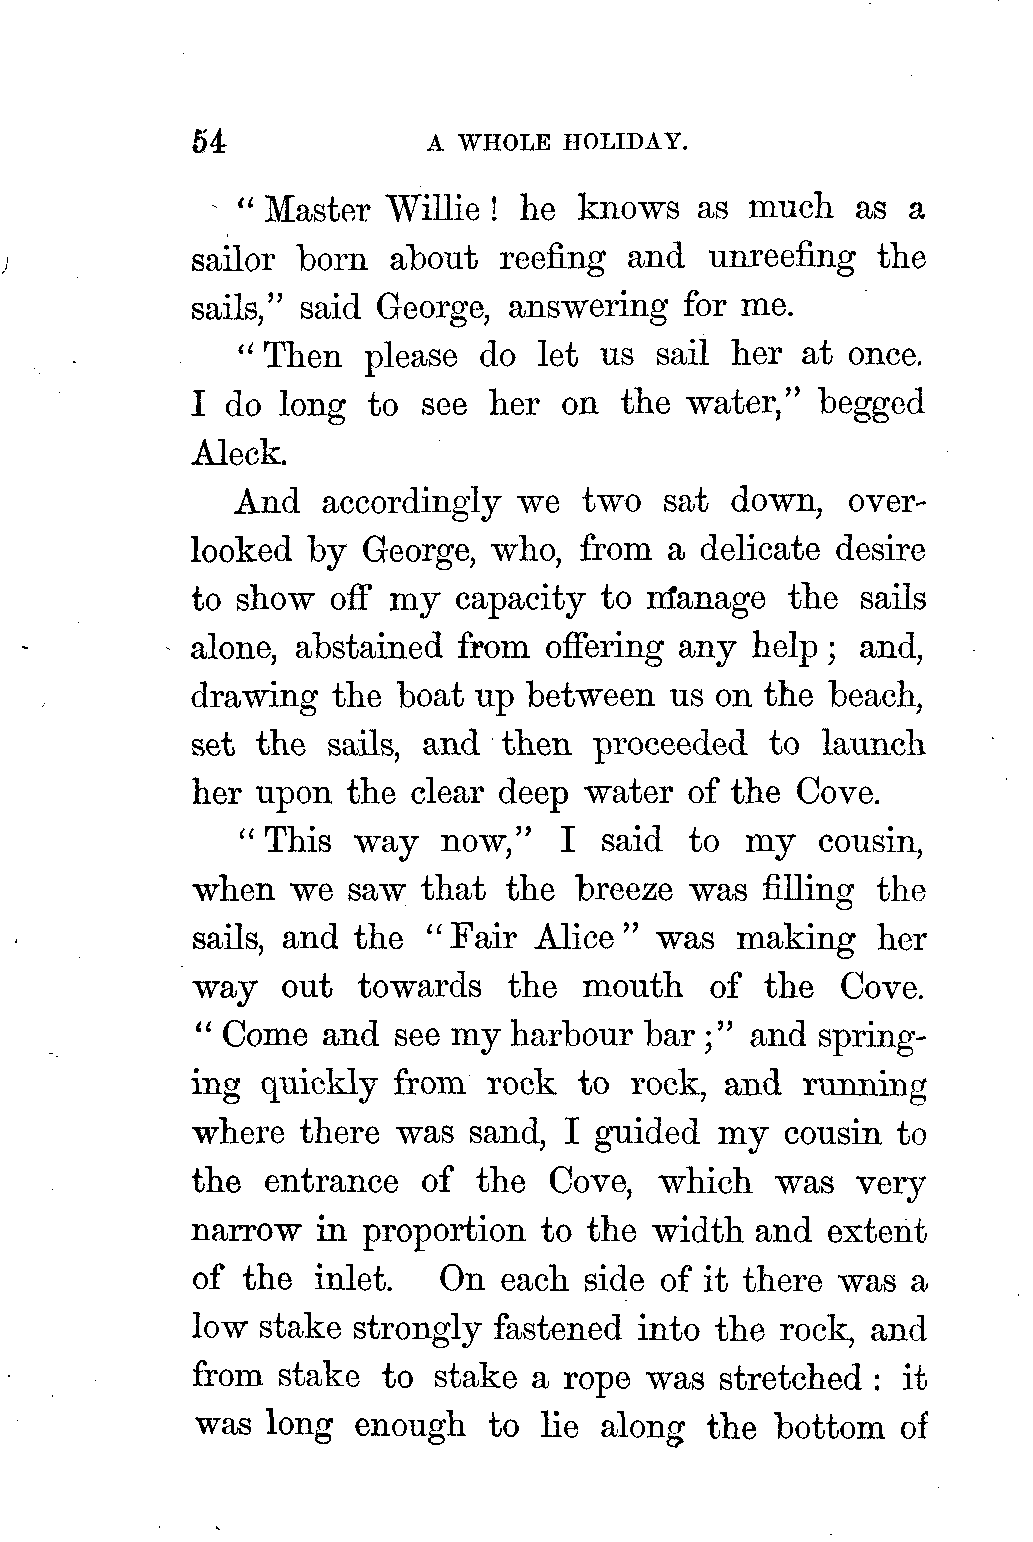 54 A WHOLE HOLIDAY.
“ Master Willie ! he knows as much as a
sailor born about reefing and unreefing the
sails,” said George, answering for me.
“ Then please do let us sail her at once.
I do long to see her on the water,” begged
Aleck.
And accordingly we two sat down, over-
looked by George, who, from a delicate desire
to show off my capacity to manage the sails
alone, abstained from offering any help ; and,
drawing the boat up between us on the beach,
set the sails, and then proceeded to launch
her upon the clear deep water of the Cove.
“ This way now,” I said to my cousin,
when we saw that the breeze was filling the
sails, and the “ Fair Alice ” was making her
way out towards the mouth of the Cove.
“ Come and see my harbour bar ;” and spring-
ing quickly from rock to rock, and running
where there was sand, I guided my cousin to
the entrance of the Cove, which was very
narrow in proportion to the width and extent
of the inlet. On each side of it there was a
low stake strongly fastened into the rock, and
from stake to stake a rope was stretched : it
was long enough to lie along the bottom of